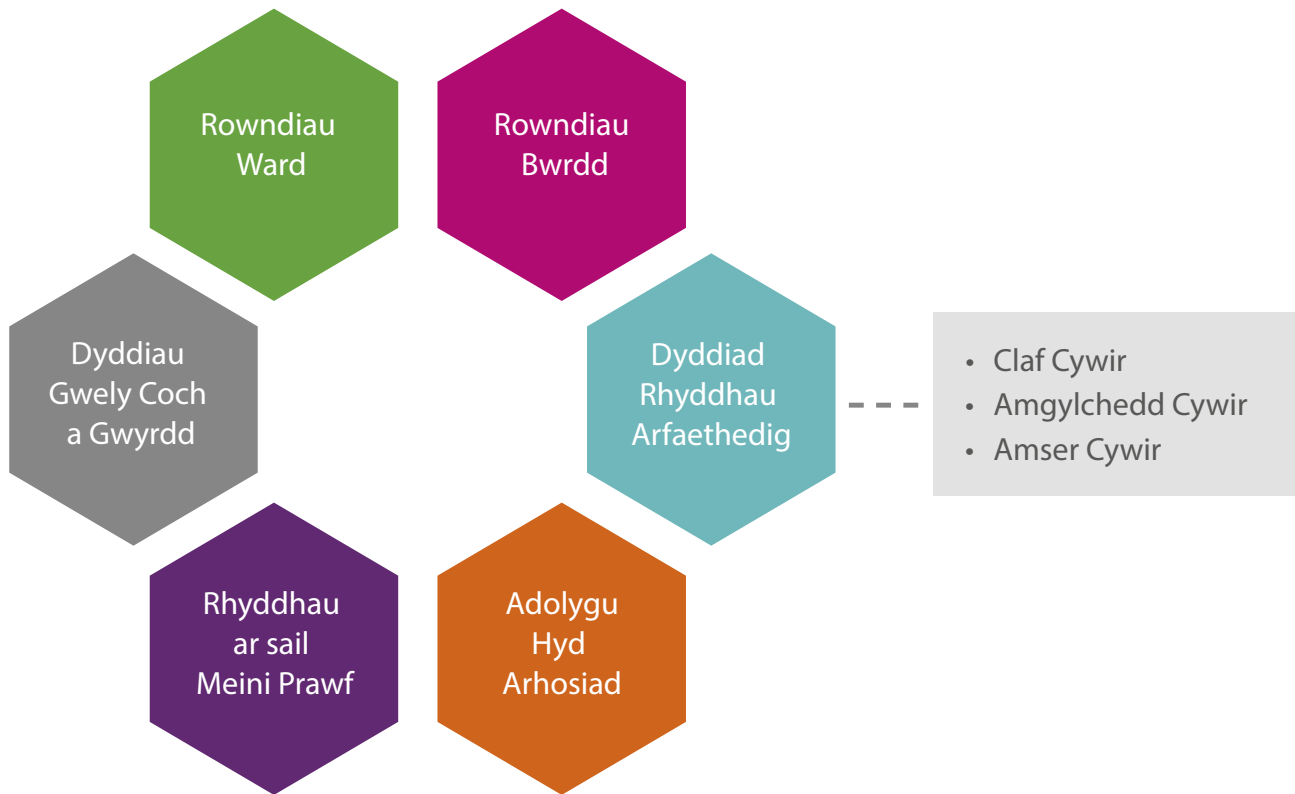 Rowndiau
Ward
Rowndiau
Bwrdd
Dyddiau
Gwely Coch
a Gwyrdd
Dyddiad
Rhyddhau
Arfaethedig
• Claf Cywir
• Amgylchedd Cywir
• Amser Cywir
Rhyddhau
ar sail
Meini Prawf
Adolygu
Hyd
Arhosiad